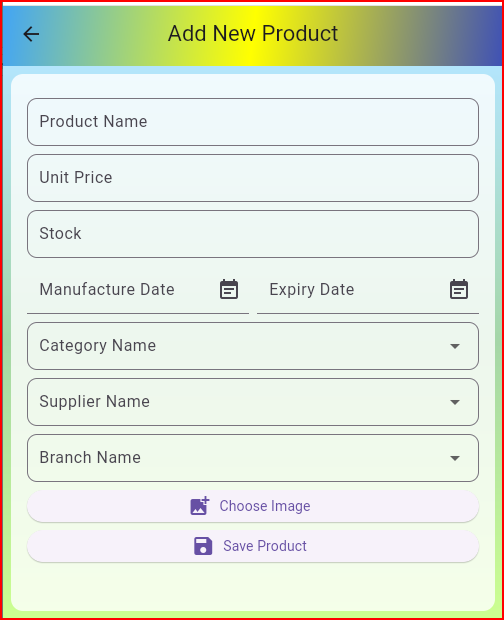 Add New Product
Product Name
Unit Price
Stock
Manufacture Date Expiry Date
Category Name
Supplier Name
Branch Name
Choose Image
Save Product